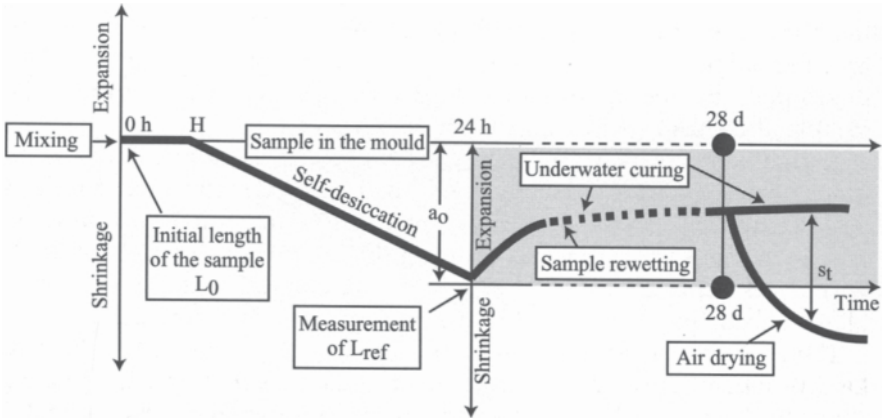 Expansion
Shrinkage
Mixing
0 h
H
Sample in the mould
24 h
28 d
Self-desiccation
a0
Expansion
Shrinkage
Underwater curing
Sample rewetting
Initial length
of the sample
L0
Measurement
of Lref
28 d
st
Time
Air drying